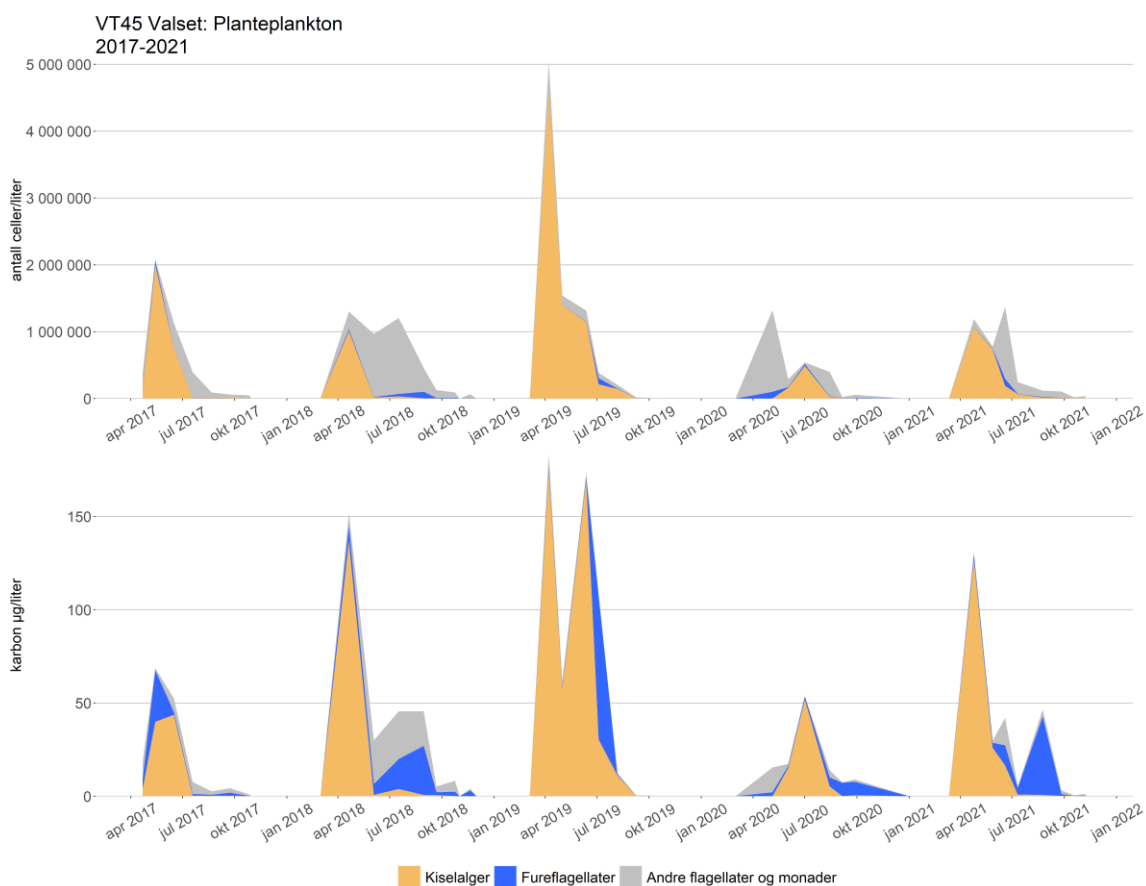 VT45 Valset: Planteplankton
2017-2021
5 000 000
4 000 000
3 000 000
2 000 000
1 000 000
0
antall celler/liter
apr 2017 jul 2017 okt 2017 jan 2018 apr 2018 jul 2018 okt 2018 jan 2019 apr 2019 jul 2019 okt 2019 jan 2020 apr 2020 jul 2020 okt 2020 jan 2021 apr 2021 jul 2021 okt 2021 jan 2022
150
100
50
0
karbon µg/liter
apr 2017 jul 2017 okt 2017 jan 2018 apr 2018 jul 2018 okt 2018 jan 2019 apr 2019 jul 2019 okt 2019 jan 2020 apr 2020 jul 2020 okt 2020 jan 2021 apr 2021 jul 2021 okt 2021 jan 2022
Kiselalger Fureflagellater Andre flagellater og monader